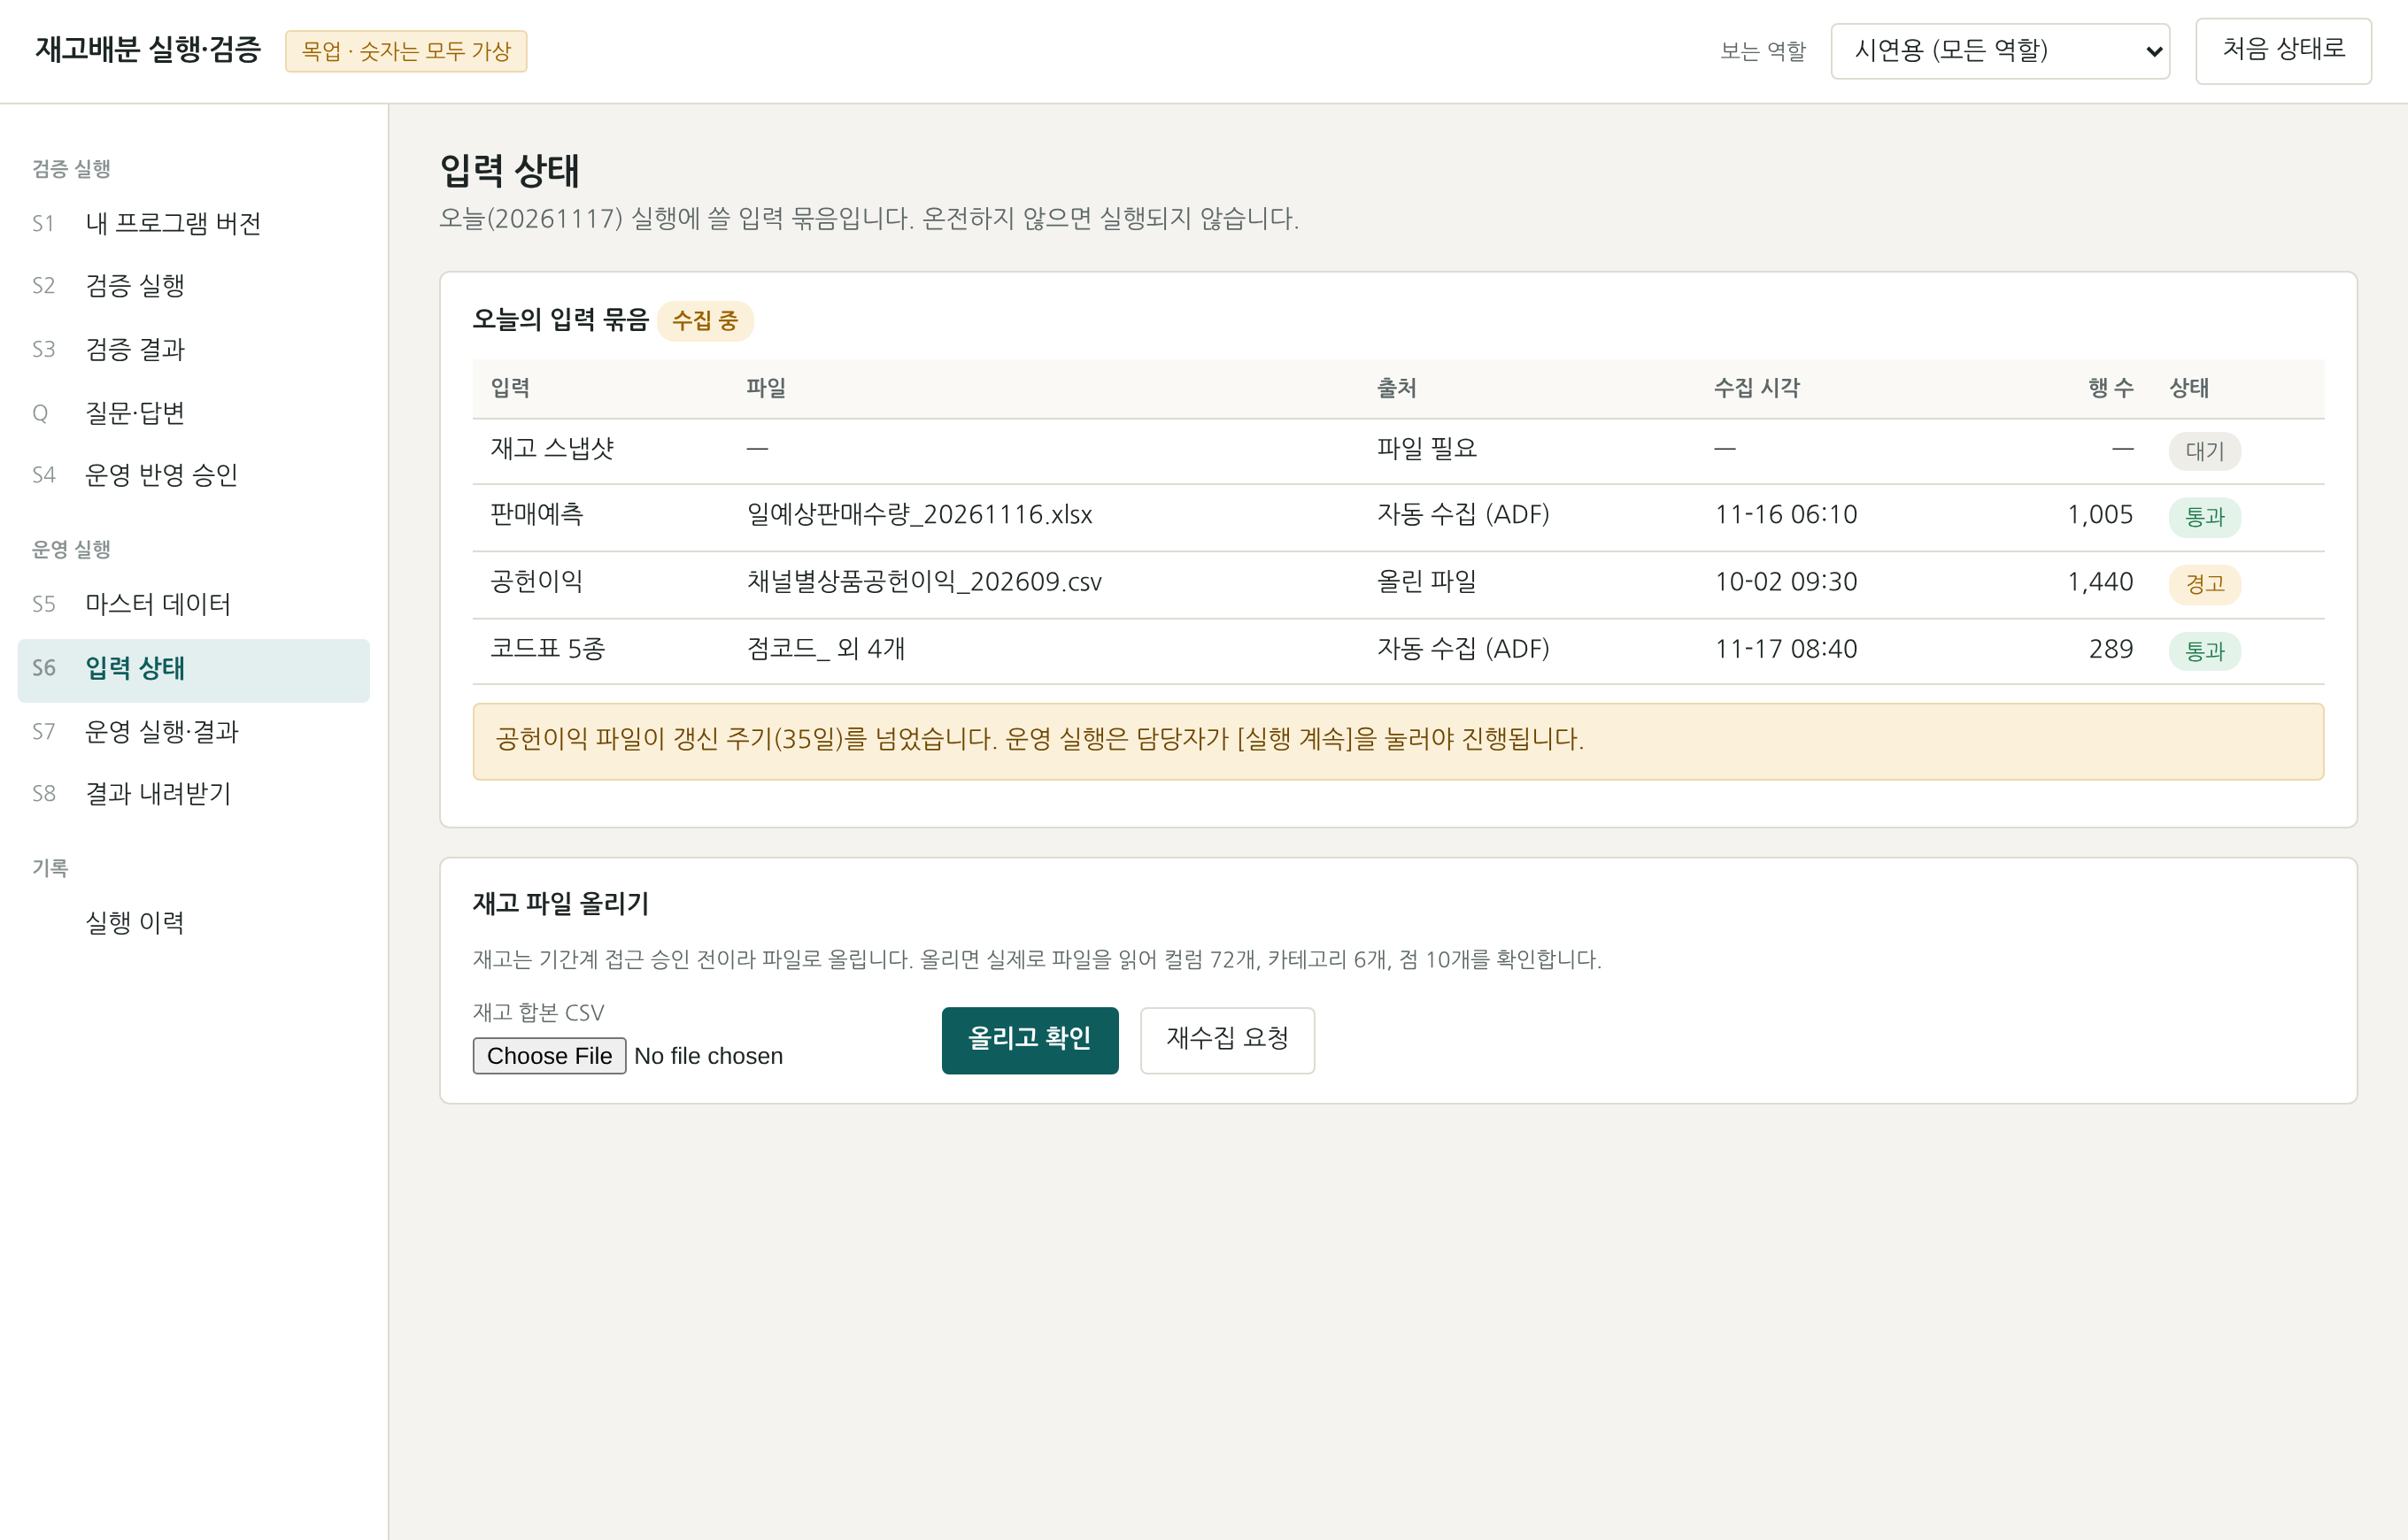 재고배분 실행·검증
목업 · 숫자는 모두 가상
보는 역할
시연용 (모든 역할)
처음 상태로
검증 실행
S1 내 프로그램 버전
S2 검증 실행
S3 검증 결과
Q 질문·답변
S4 운영 반영 승인
운영 실행
S5 마스터 데이터
S6 입력 상태
S7 운영 실행·결과
S8 결과 내려받기
기록
실행 이력
입력 상태
오늘(20261117) 실행에 쓸 입력 묶음입니다. 온전하지 않으면 실행되지 않습니다.
오늘의 입력 묶음 수집 중
입력 파일 출처 수집 시각 행 수 상태
재고 스냅샷 — 파일 필요 — — 대기
판매예측 일예상판매수량_20261116.xlsx 자동 수집 (ADF) 11-16 06:10 1,005 통과
공헌이익 채널별상품공헌이익_202609.csv 올린 파일 10-02 09:30 1,440 경고
코드표 5종 점코드_ 외 4개 자동 수집 (ADF) 11-17 08:40 289 통과
공헌이익 파일이 갱신 주기(35일)를 넘었습니다. 운영 실행은 담당자가 [실행 계속]을 눌러야 진행됩니다.
재고 파일 올리기
재고는 기간계 접근 승인 전이라 파일로 올립니다. 올리면 실제로 파일을 읽어 컬럼 72개, 카테고리 6개, 점 10개를 확인합니다.
재고 합본 CSV
Choose File No file chosen
올리고 확인
재수집 요청